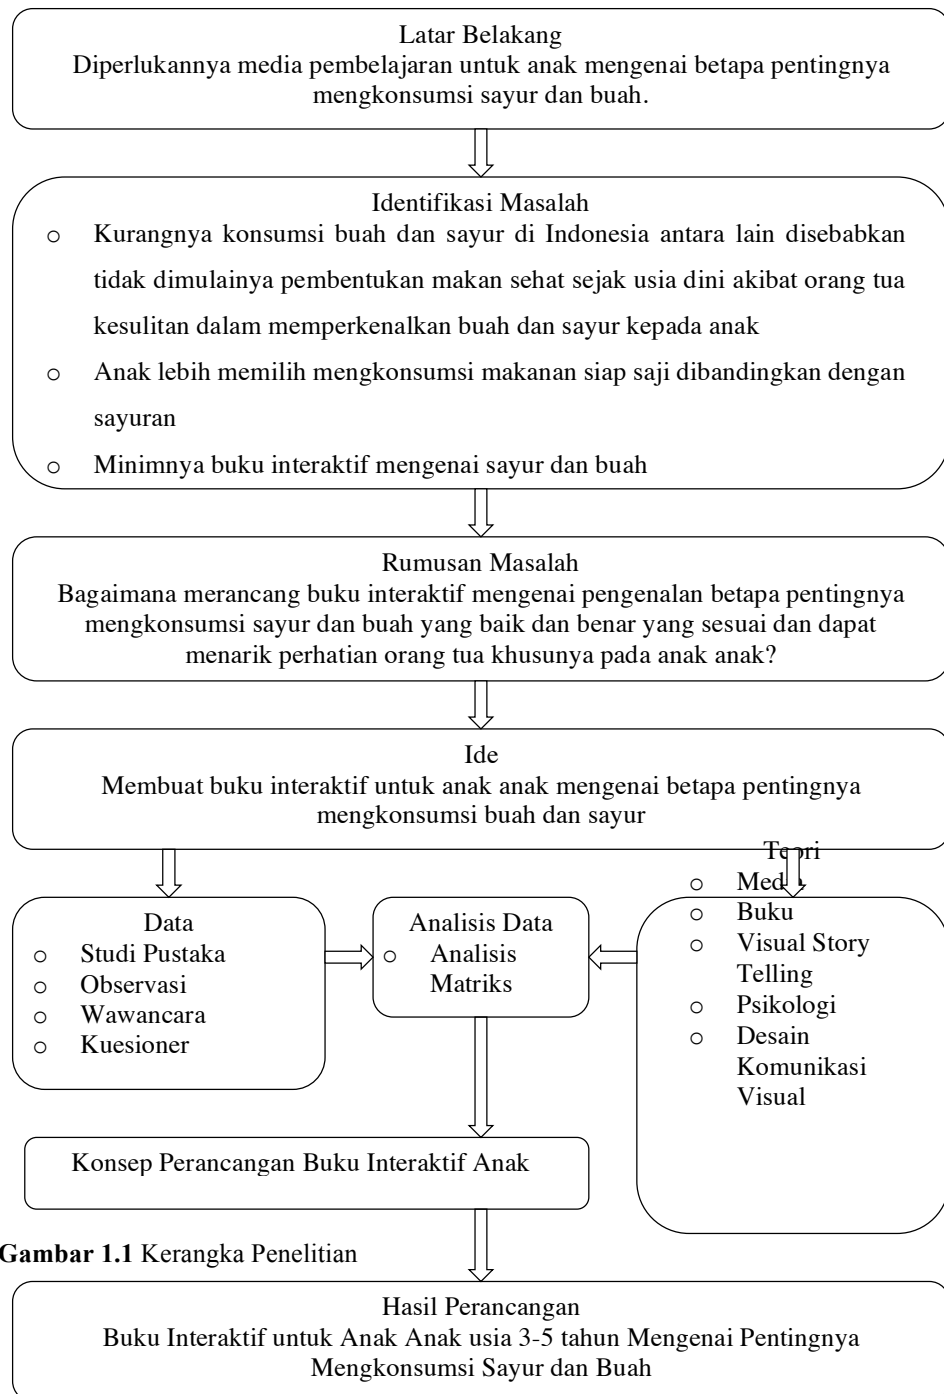 Latar Belakang
Diperlukannya media pembelajaran untuk anak mengenai betapa pentingnya
mengkonsumsi sayur dan buah.
Identifikasi Masalah
o Kurangnya konsumsi buah dan sayur di Indonesia antara lain disebabkan
tidak dimulainya pembentukan makan sehat sejak usia dini akibat orang tua
kesulitan dalam memperkenalkan buah dan sayur kepada anak
o Anak lebih memilih mengkonsumsi makanan siap saji dibandingkan dengan
sayuran
o Minimnya buku interaktif mengenai sayur dan buah
Rumusan Masalah
Bagaimana merancang buku interaktif mengenai pengenalan betapa pentingnya
mengkonsumsi sayur dan buah yang baik dan benar yang sesuai dan dapat
menarik perhatian orang tua khusunya pada anak anak?
Ide
Membuat buku interaktif untuk anak anak mengenai betapa pentingnya
mengkonsumsi buah dan sayur
Data
o Studi Pustaka
o Observasi
o Wawancara
o Kuesioner
Analisis Data
o Analisis
Matriks
Teori
o Media
o Buku
o Visual Story
Telling
o Psikologi
o Desain
Komunikasi
Visual
Konsep Perancangan Buku Interaktif Anak
Gambar 1.1 Kerangka Penelitian
Hasil Perancangan
Buku Interaktif untuk Anak Anak usia 3-5 tahun Mengenai Pentingnya
Mengkonsumsi Sayur dan Buah